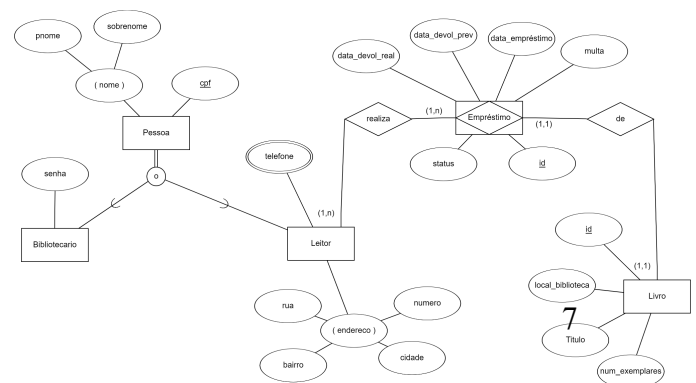 sobrenome
pnome
( nome )
cpf
Pessoa
o
senha
Bibliotecario
telefone
(1,n)
Leitor
rua
numero
( endereco )
bairro
cidade
realiza
(1,n)
data_devol_real
data_devol_prev
data_empréstimo
multa
Empréstimo
(1,1)
de
status
id
id
(1,1)
local_biblioteca
Livro
7
Titulo
num_exemplares